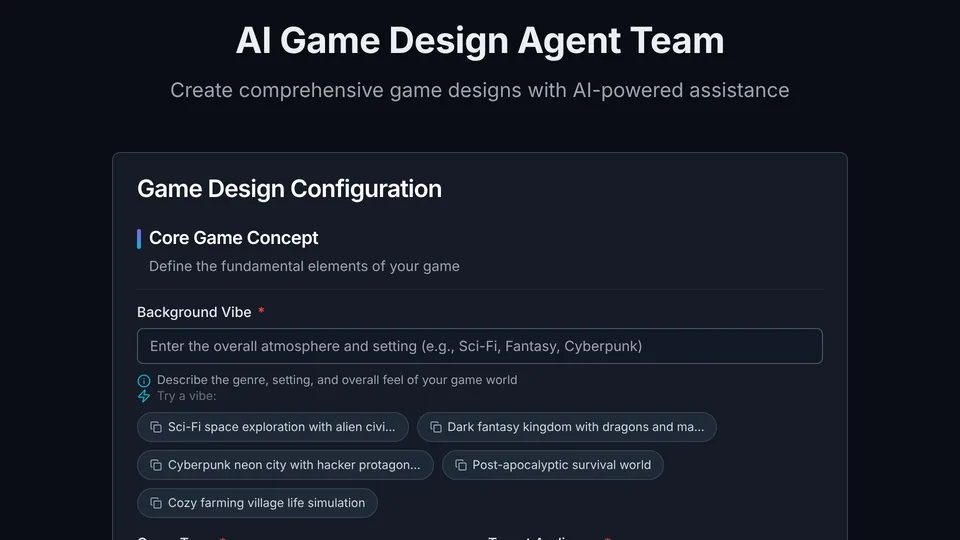 AI Game Design Agent Team
Create comprehensive game designs with AI-powered assistance
Game Design Configuration
Core Game Concept
Define the fundamental elements of your game
Background Vibe *
Enter the overall atmosphere and setting (e.g., Sci-Fi, Fantasy, Cyberpunk)
Describe the genre, setting, and overall feel of your game world
Try a vibe:
Sci-Fi space exploration with alien civi...
Dark fantasy kingdom with dragons and ma...
Cyberpunk neon city with hacker protagon...
Post-apocalyptic survival world
Cozy farming village life simulation